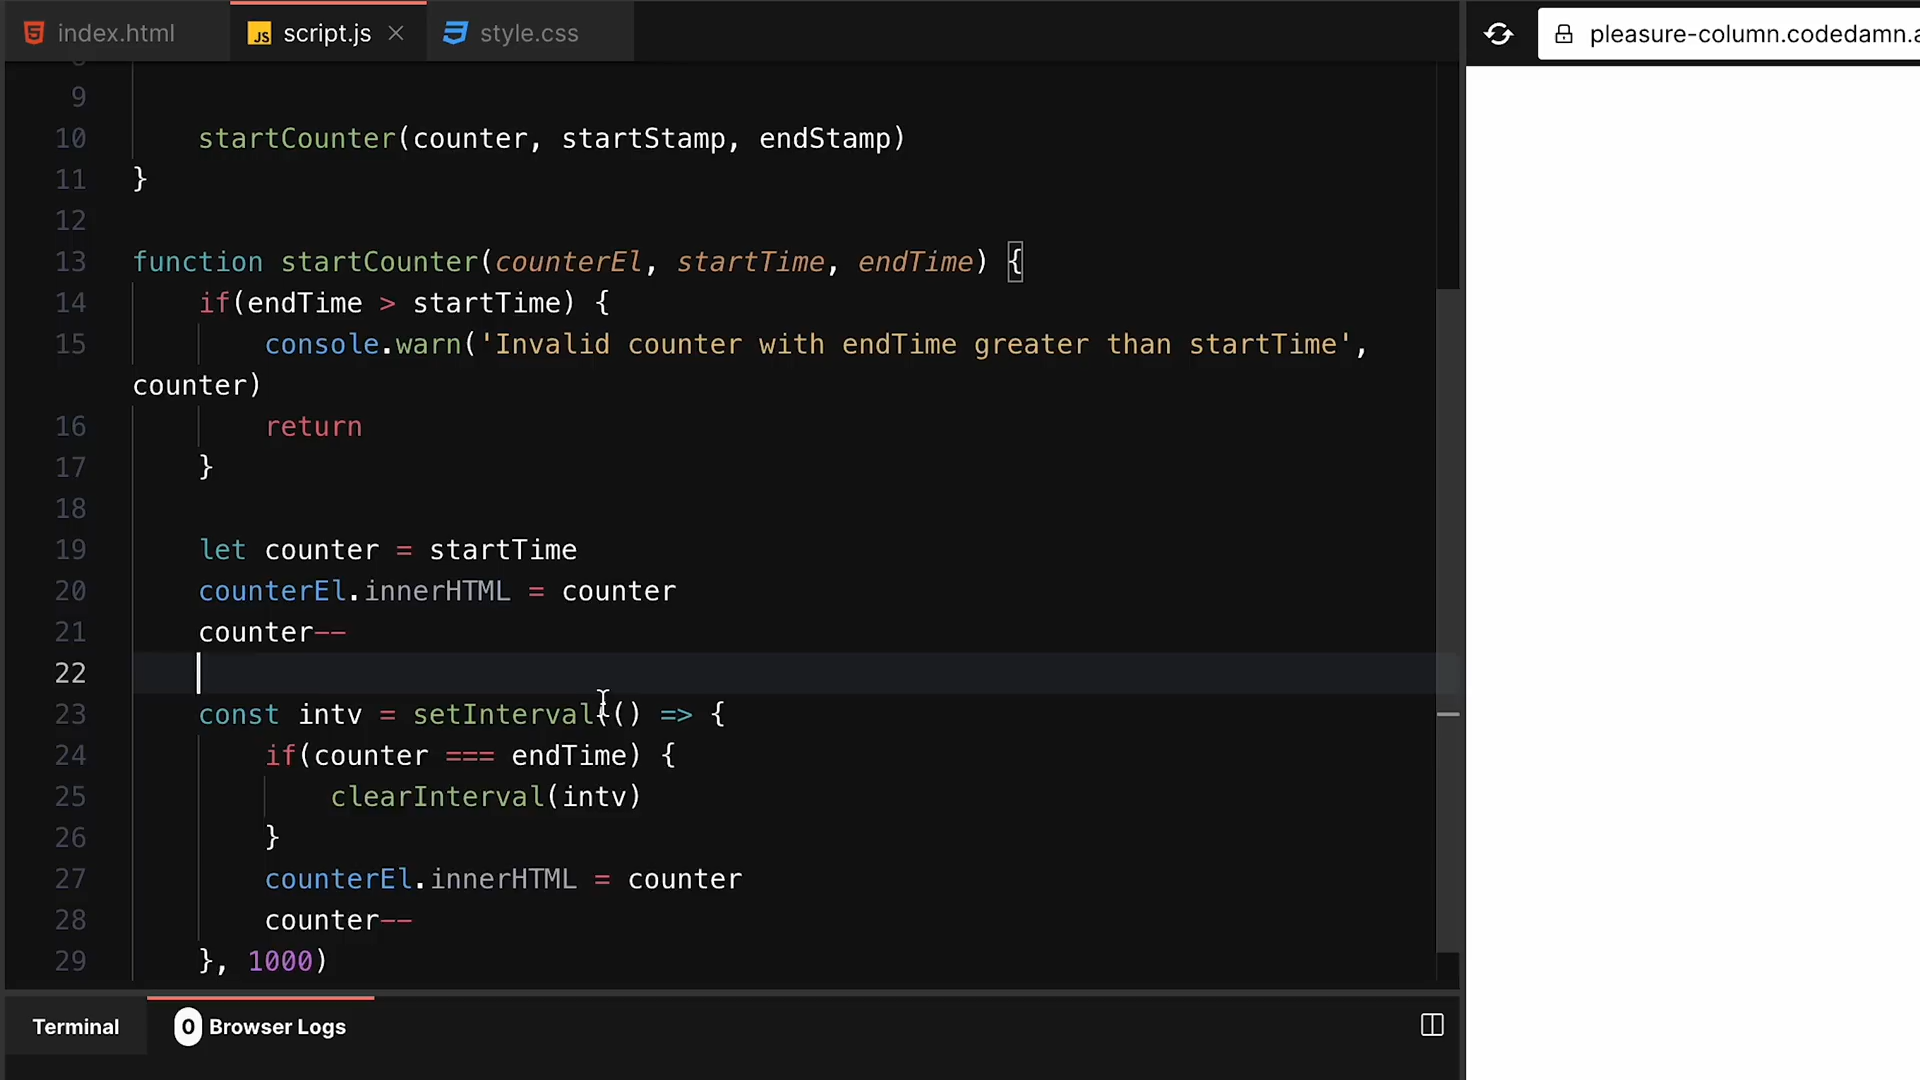 index.html
script.js
style.css
pleasure-column.codedamn.a
9
10 startCounter(counter, startStamp, endStamp)
11 }
12
13 function startCounter(counterEl, startTime, endTime) {
14 if(endTime > startTime) {
15 console.warn('Invalid counter with endTime greater than startTime',
counter)
16 return
17 }
18
19 let counter = startTime
20 counterEl.innerHTML = counter
21 counter--
22
23 const intv = setInterval(() => {
24 if(counter === endTime) {
25 clearInterval(intv)
26 }
27 counterEl.innerHTML = counter
28 counter--
29 }, 1000)
Terminal
0 Browser Logs